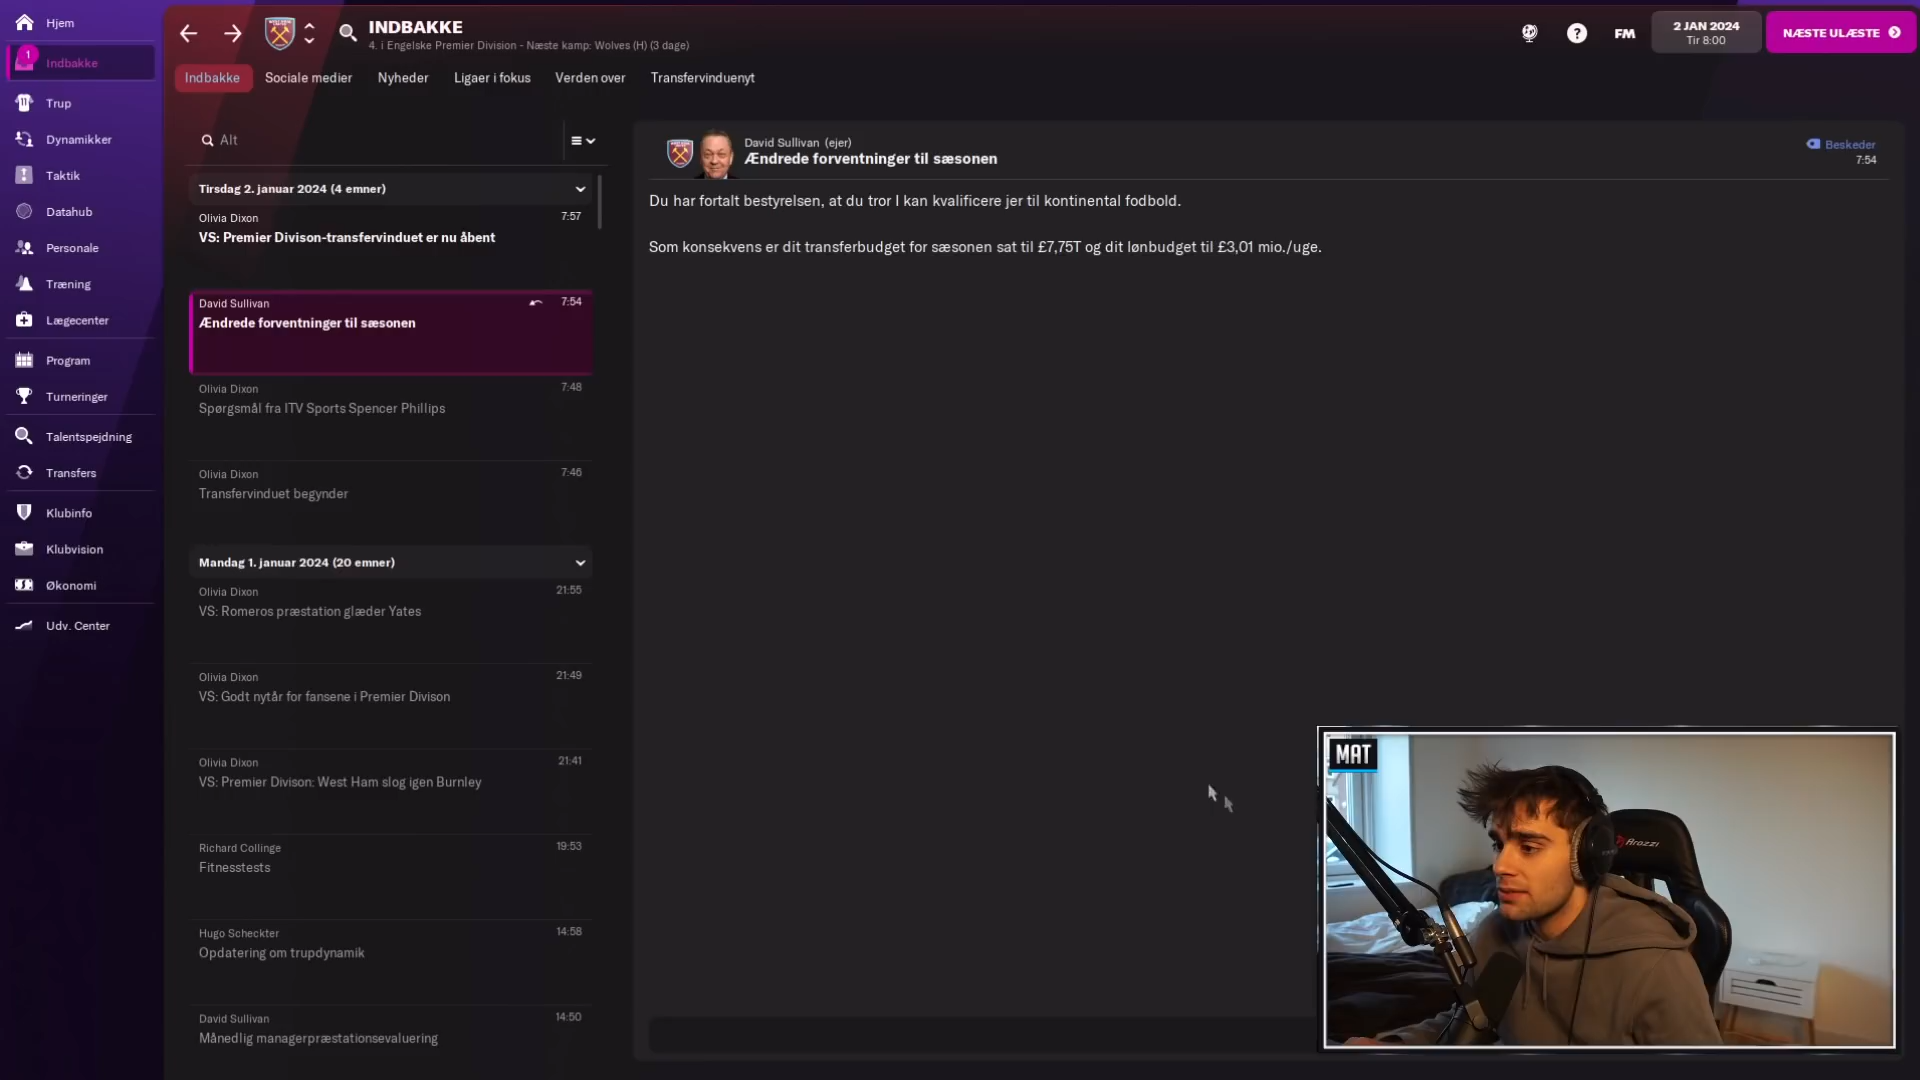 Hjem
1
Indbakke
Trup
Dynamikker
Taktik
Datahub
Personale
Træning
Lægecenter
Program
Turneringer
Talentspejdning
Transfers
Klubinfo
Klubvision
Økonomi
Udv. Center
INDBAKKE
4. i Engelske Premier Division - Næste kamp: Wolves (H) (3 dage)
FM
2 JAN 2024
Tir 8:00
NÆSTE ULÆSTE
Indbakke
Sociale medier
Nyheder
Ligaer i fokus
Verden over
Transfervinduenyt
Alt
Tirsdag 2. januar 2024 (4 emner)
Olivia Dixon
7:57
VS: Premier Divison-transfervinduet er nu åbent
David Sullivan
7:54
Ændrede forventninger til sæsonen
Olivia Dixon
7:48
Spørgsmål fra ITV Sports Spencer Phillips
Olivia Dixon
7:46
Transfervinduet begynder
Mandag 1. januar 2024 (20 emner)
Olivia Dixon
21:55
VS: Romeros præstation glæder Yates
Olivia Dixon
21:49
VS: Godt nytår for fansene i Premier Divison
Olivia Dixon
21:41
VS: Premier Divison: West Ham slog igen Burnley
Richard Collinge
19:53
Fitnesstests
Hugo Scheckter
14:58
Opdatering om trupdynamik
David Sullivan
14:50
Månedlig managerpræstationsevaluering
David Sullivan (ejer)
Ændrede forventninger til sæsonen
Beskeder
7:54
Du har fortalt bestyrelsen, at du tror I kan kvalificere jer til kontinental fodbold.
Som konsekvens er dit transferbudget for sæsonen sat til £7,75T og dit lønbudget til £3,01 mio./uge.
MAT
Arozzi